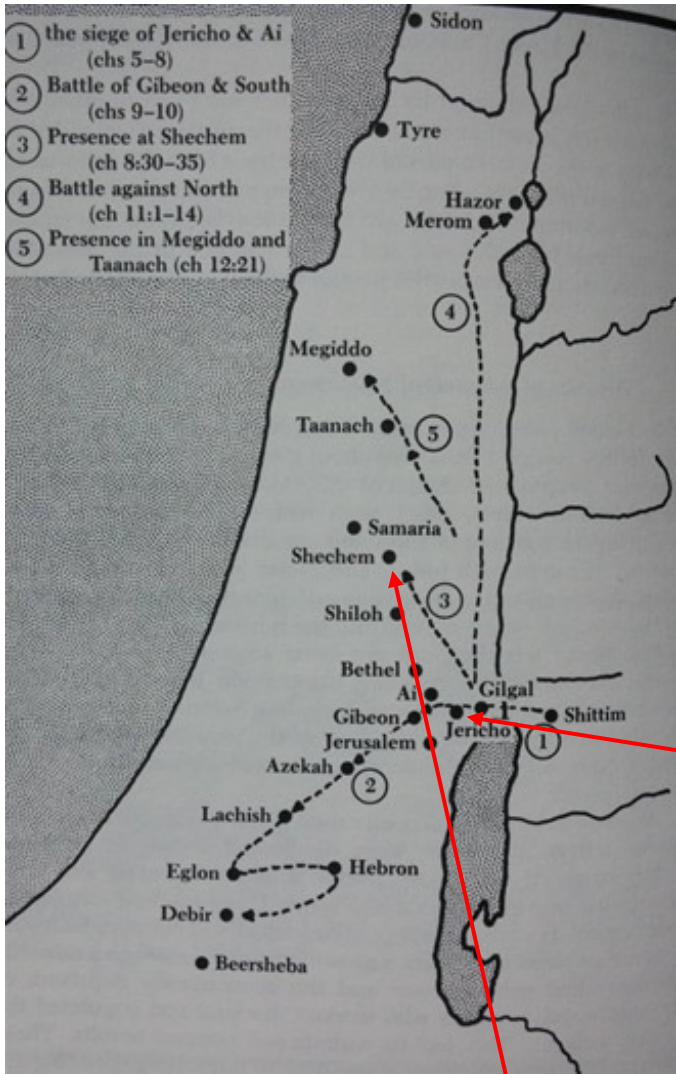 1 the siege of Jericho & Ai
(chs 5–8)
2 Battle of Gibeon & South
(chs 9–10)
3 Presence at Shechem
(ch 8:30–35)
4 Battle against North
(ch 11:1–14)
5 Presence in Megiddo and
Taanach (ch 12:21)
Sidon
Tyre
Hazor
Merom
4
Megiddo
Taanach
5
Samaria
Shechem
3
Shiloh
Bethel
Ai
Gilgal
Gibeon
Jericho
Shittim
1
Jerusalem
Azekah
2
Lachish
Eglon
Hebron
Debir
Beersheba